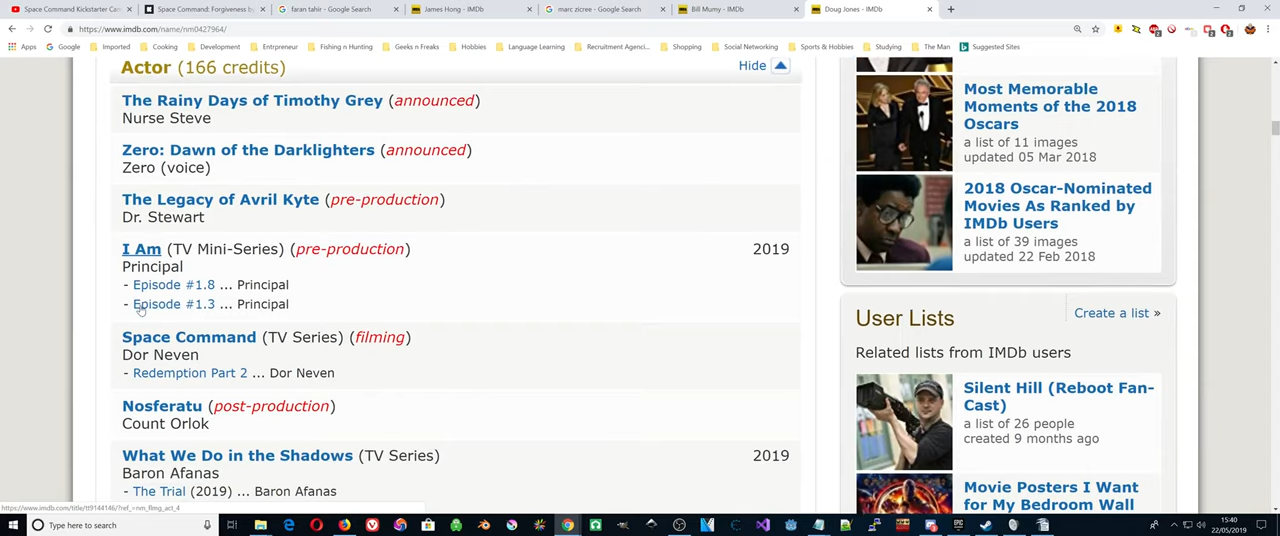 Space Command Kickstarter Can
Space Command: Forgiveness b
faran tahir - Google Search
James Hong - IMDb
marc zicree - Google Search
Bill Mumy - IMDb
Doug Jones - IMDb
https://www.imdb.com/name/nm0427964/
Apps Google Imported Cooking Development Entrpreneur Fishing n Hunting Geeks n Freaks Hobbies Language Learning Recruitment Agenci... Shopping Social Networking Sports & Hobbies Studying The Man Suggested Sites
Actor (166 credits)
Hide
The Rainy Days of Timothy Grey (announced)
Nurse Steve
Zero: Dawn of the Darklighters (announced)
Zero (voice)
The Legacy of Avril Kyte (pre-production)
Dr. Stewart
I Am (TV Mini-Series) (pre-production) 2019
Principal
- Episode #1.8 ... Principal
- Episode #1.3 ... Principal
Space Command (TV Series) (filming)
Dor Neven
- Redemption Part 2 ... Dor Neven
Nosferatu (post-production)
Count Orlok
What We Do in the Shadows (TV Series) 2019
Baron Afanas
- The Trial (2019) ... Baron Afanas
Most Memorable
Moments of the 2018
Oscars
a list of 11 images
updated 05 Mar 2018
2018 Oscar-Nominated
Movies As Ranked by
IMDb Users
a list of 39 images
updated 22 Feb 2018
User Lists
Create a list »
Related lists from IMDb users
Silent Hill (Reboot Fan-
Cast)
a list of 26 people
created 9 months ago
Movie Posters I Want
for My Bedroom Wall
https://www.imdb.com/title/tt9144146/?ref_=nm_flmg_act_4
Type here to search
15:40
22/05/2019